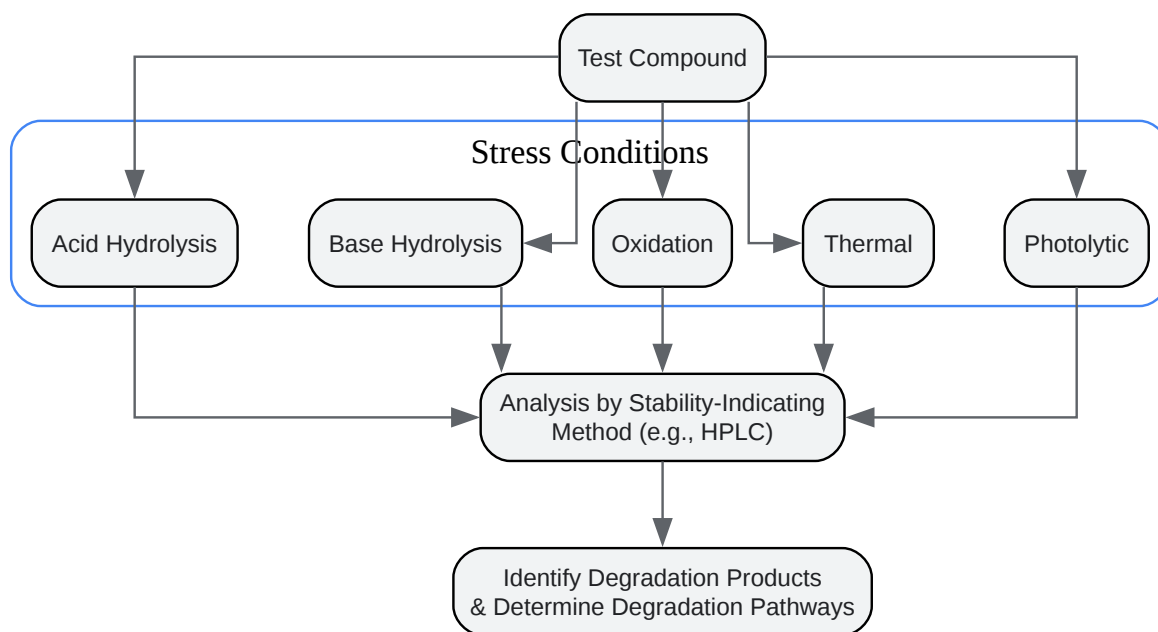 Test Compound
Stress Conditions
Acid Hydrolysis
Base Hydrolysis
Oxidation
Thermal
Photolytic
Analysis by Stability-Indicating
Method (e.g., HPLC)
Identify Degradation Products
& Determine Degradation Pathways